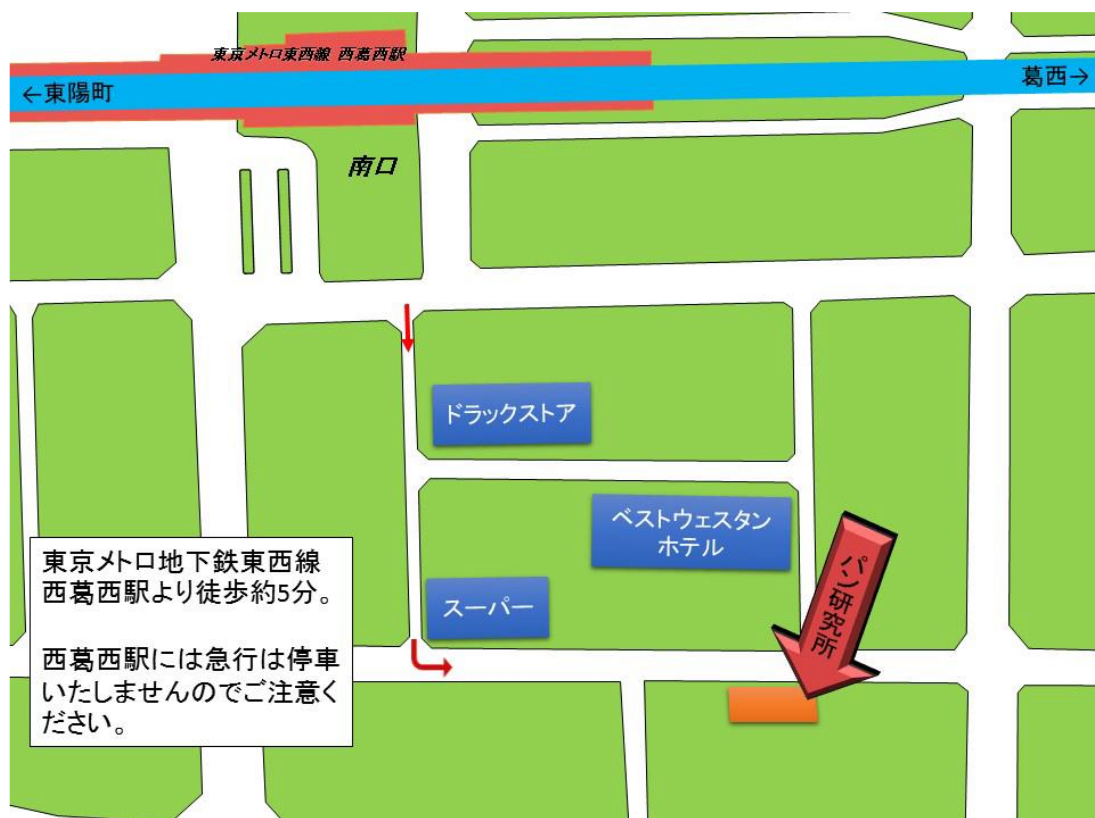 東京メトロ東西線 西葛西駅
←東陽町
葛西→
南口
ドラックストア
ベストウェスタン
ホテル
パン研究所
スーパー
東京メトロ地下鉄東西線
西葛西駅より徒歩約5分。
西葛西駅には急行は停車
いたしませんのでご注意く
ださい。